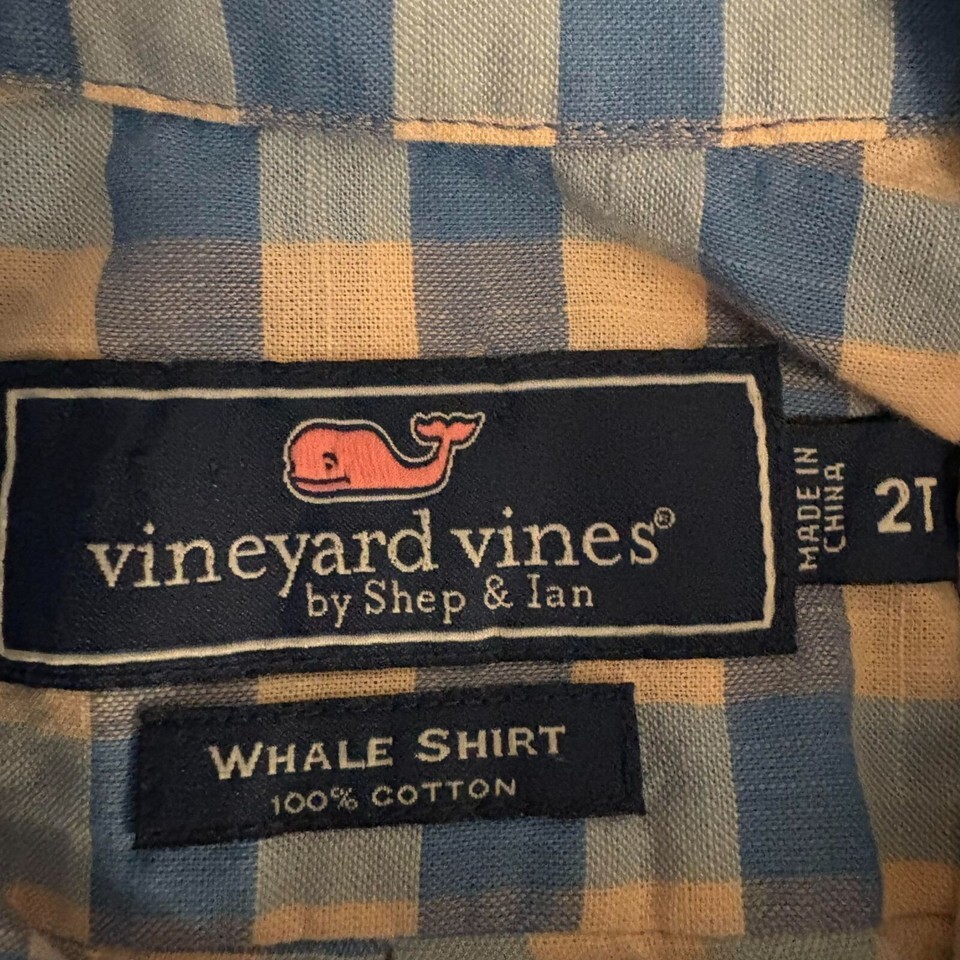 vineyard vines®
by Shep & Ian
MADE IN
CHINA
2T
WHALE SHIRT
100% COTTON